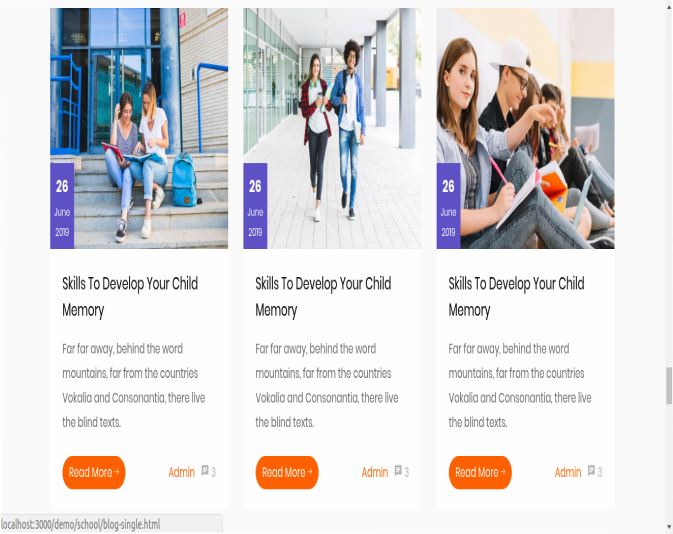 26
June
2019
Skills To Develop Your Child
Memory
Far far away, behind the word
mountains, far from the countries
Vokalia and Consonantia, there live
the blind texts.
Read More →
Admin 3
26
June
2019
Skills To Develop Your Child
Memory
Far far away, behind the word
mountains, far from the countries
Vokalia and Consonantia, there live
the blind texts.
Read More →
Admin 3
26
June
2019
Skills To Develop Your Child
Memory
Far far away, behind the word
mountains, far from the countries
Vokalia and Consonantia, there live
the blind texts.
Read More →
Admin 3
localhost:3000/demo/school/blog-single.html